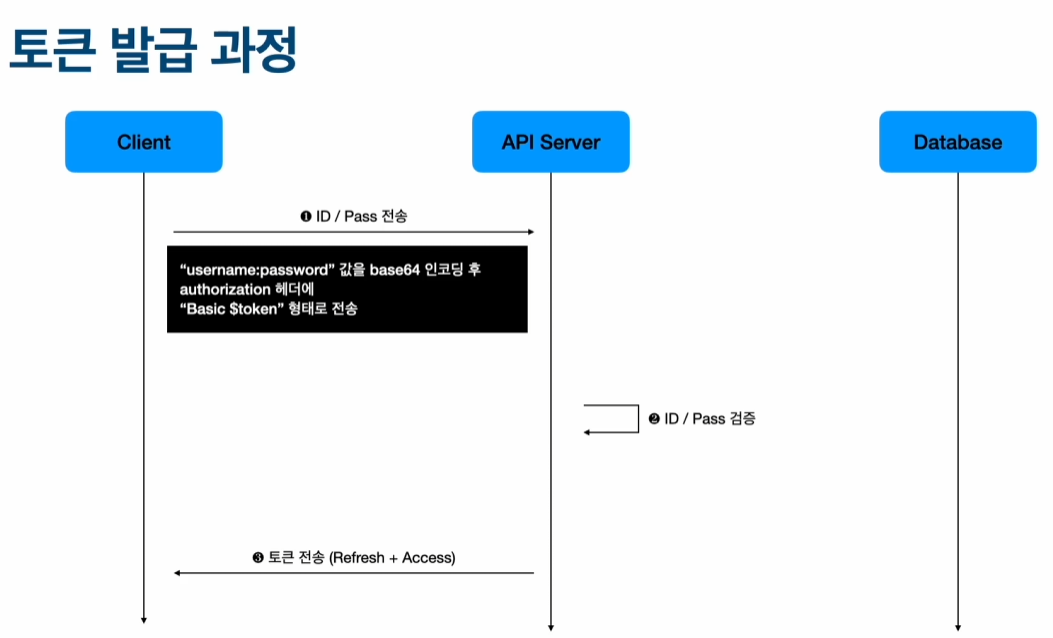 토큰 발급 과정
Client
API Server
Database
❶ ID / Pass 전송
“username:password” 값을 base64 인코딩 후
authorization 헤더에
“Basic $token” 형태로 전송
❷ ID / Pass 검증
❸ 토큰 전송 (Refresh + Access)